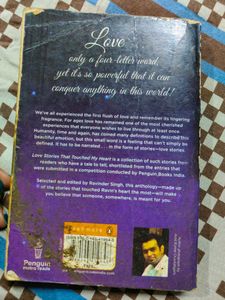 Love
only a four-letter word,
yet it's so powerful that it can
conquer anything in this world!
We've all experienced the first flush of love and remember its lingering
fragrance. For ages love has remained one of the most cherished
experiences that everyone wishes to live through at least once.
Humanity, time and again, has coined many definitions to describe this
beautiful emotion, but this small word is a feeling that can't simply be
defined. It has to be narrated . . . in the form of stories—love stories.
Love Stories That Touched My Heart is a collection of such stories from
readers who have a tale to tell, shortlisted from the entries that
were submitted in a competition conducted by Penguin Books India.
Selected and edited by Ravinder Singh, this anthology—made up
of the stories that touched Ravin's heart the most—will make
you believe that someone, somewhere, is meant for you.
Penguin
metro reads